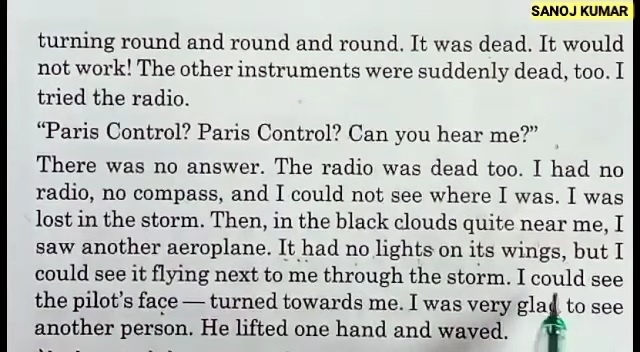 SANOJ KUMAR
turning round and round and round. It was dead. It would
not work! The other instruments were suddenly dead, too. I
tried the radio.
“Paris Control? Paris Control? Can you hear me?”
There was no answer. The radio was dead too. I had no
radio, no compass, and I could not see where I was. I was
lost in the storm. Then, in the black clouds quite near me, I
saw another aeroplane. It had no lights on its wings, but I
could see it flying next to me through the storm. I could see
the pilot’s face — turned towards me. I was very glad to see
another person. He lifted one hand and waved.